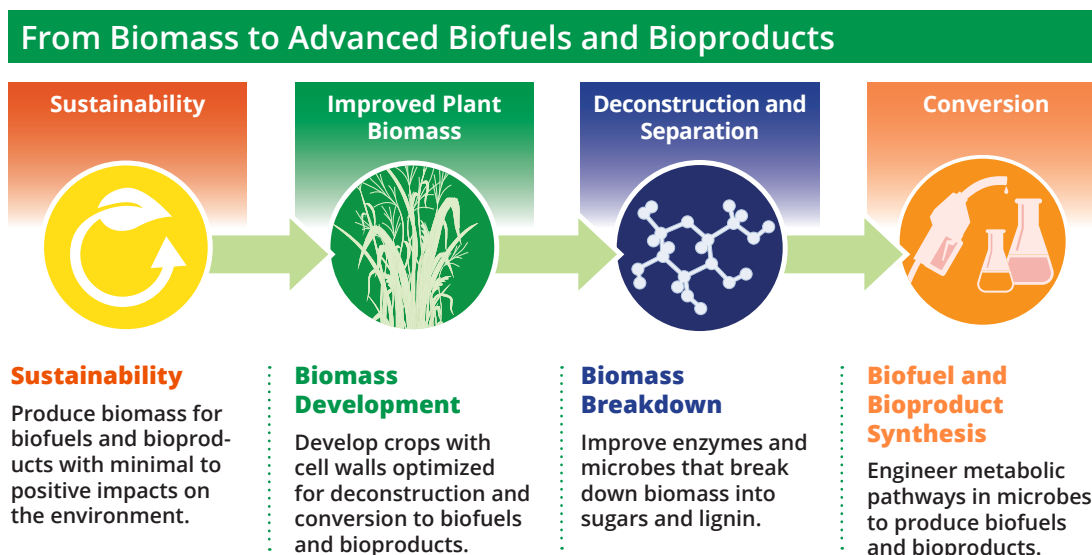 From Biomass to Advanced Biofuels and Bioproducts
Sustainability
Improved Plant
Biomass
Deconstruction and
Separation
Conversion
Sustainability
Produce biomass for
biofuels and bioprod-
ucts with minimal to
positive impacts on
the environment.
Biomass
Development
Develop crops with
cell walls optimized
for deconstruction and
conversion to biofuels
and bioproducts.
Biomass
Breakdown
Improve enzymes and
microbes that break
down biomass into
sugars and lignin.
Biofuel and
Bioproduct
Synthesis
Engineer metabolic
pathways in microbes
to produce biofuels
and bioproducts.